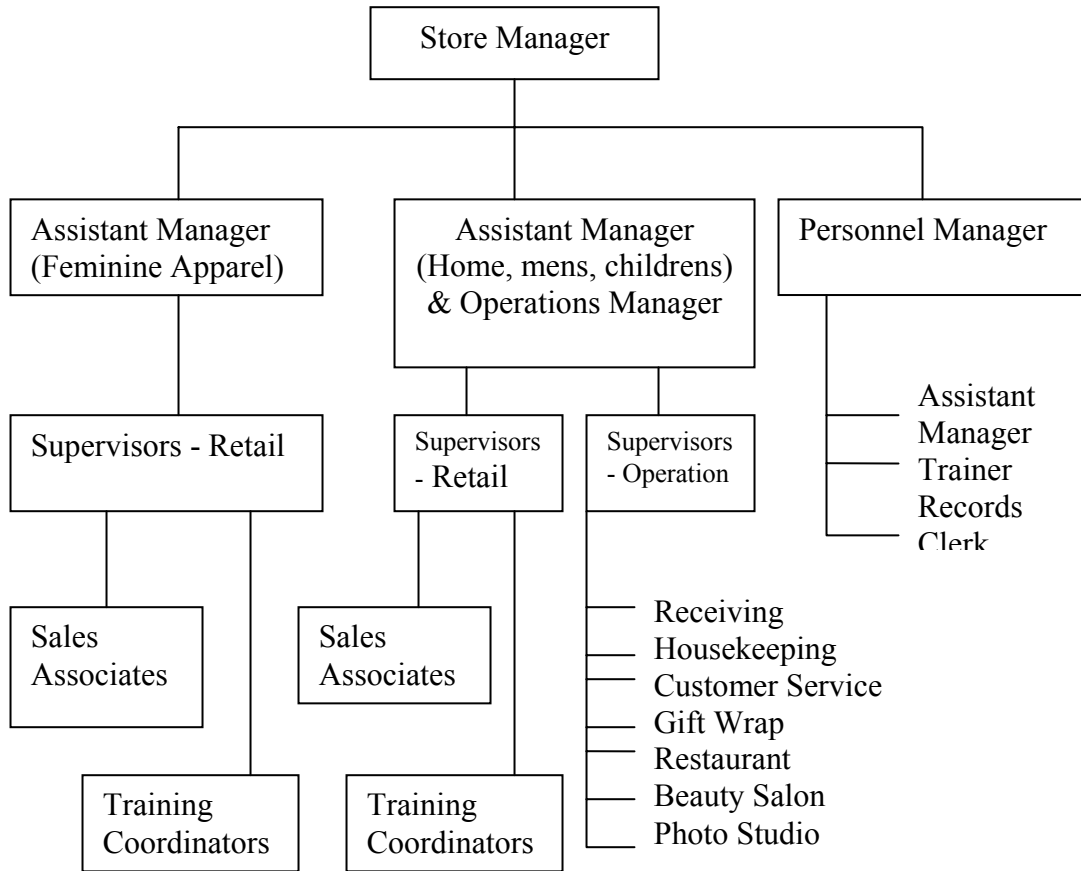 Store Manager
Assistant Manager
(Feminine Apparel)
Assistant Manager
(Home, mens, childrens)
& Operations Manager
Personnel Manager
Supervisors - Retail
Supervisors
- Retail
Supervisors
- Operation
Assistant
Manager
Trainer
Records
Clerk
Sales
Associates
Sales
Associates
Receiving
Housekeeping
Customer Service
Gift Wrap
Restaurant
Beauty Salon
Photo Studio
Training
Coordinators
Training
Coordinators